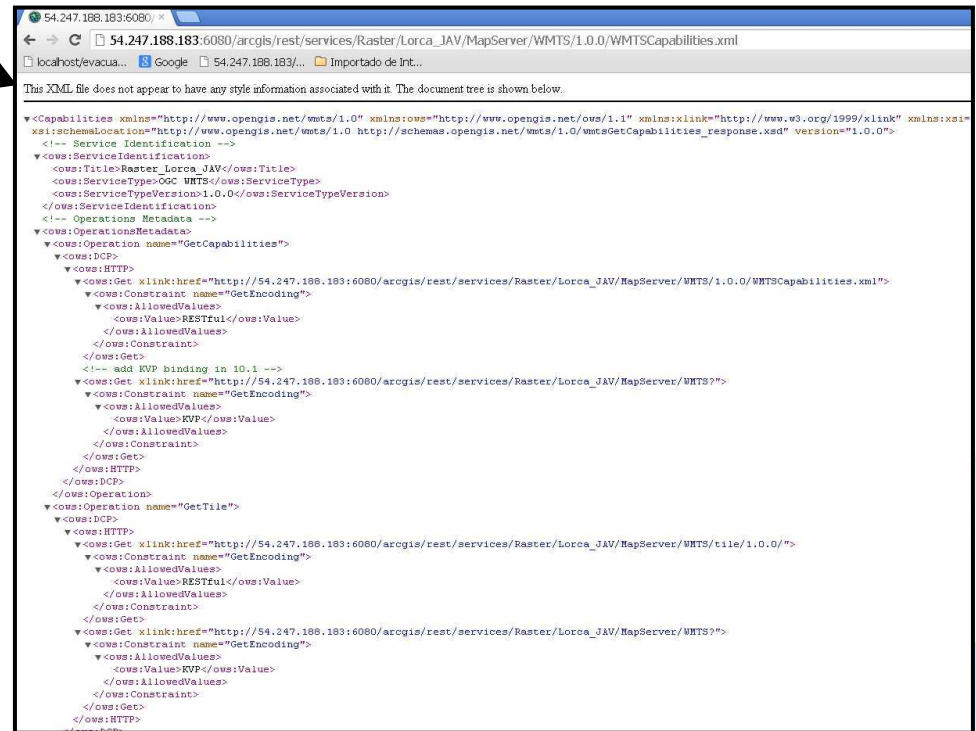 54.247.188.183:6080/ ×
54.247.188.183:6080/arcgis/rest/services/Raster/Lorca_JAV/MapServer/WMTS/1.0.0/WMTSCapabilities.xml
localhost/evacua... Google 54.247.188.183/... Importado de Int...
This XML file does not appear to have any style information associated with it. The document tree is shown below.
▼<Capabilities xmlns="http://www.opengis.net/wmts/1.0" xmlns:ows="http://www.opengis.net/ows/1.1" xmlns:xlink="http://www.w3.org/1999/xlink" xmlns:xsi=
xsi:schemaLocation="http://www.opengis.net/wmts/1.0 http://schemas.opengis.net/wmts/1.0/wmtsGetCapabilities_response.xsd" version="1.0.0">
<!-- Service Identification -->
▼<ows:ServiceIdentification>
<ows:Title>Raster_Lorca_JAV</ows:Title>
<ows:ServiceType>OGC WMTS</ows:ServiceType>
<ows:ServiceTypeVersion>1.0.0</ows:ServiceTypeVersion>
</ows:ServiceIdentification>
<!-- Operations Metadata -->
▼<ows:OperationsMetadata>
▼<ows:Operation name="GetCapabilities">
▼<ows:DCP>
▼<ows:HTTP>
▼<ows:Get xlink:href="http://54.247.188.183:6080/arcgis/rest/services/Raster/Lorca_JAV/MapServer/WMTS/1.0.0/WMTSCapabilities.xml">
▼<ows:Constraint name="GetEncoding">
▼<ows:AllowedValues>
<ows:Value>RESTful</ows:Value>
</ows:AllowedValues>
</ows:Constraint>
</ows:Get>
<!-- add KVP binding in 10.1 -->
▼<ows:Get xlink:href="http://54.247.188.183:6080/arcgis/rest/services/Raster/Lorca_JAV/MapServer/WMTS?">
▼<ows:Constraint name="GetEncoding">
▼<ows:AllowedValues>
<ows:Value>KVP</ows:Value>
</ows:AllowedValues>
</ows:Constraint>
</ows:Get>
</ows:HTTP>
</ows:DCP>
</ows:Operation>
▼<ows:Operation name="GetTile">
▼<ows:DCP>
▼<ows:HTTP>
▼<ows:Get xlink:href="http://54.247.188.183:6080/arcgis/rest/services/Raster/Lorca_JAV/MapServer/WMTS/tile/1.0.0/">
▼<ows:Constraint name="GetEncoding">
▼<ows:AllowedValues>
<ows:Value>RESTful</ows:Value>
</ows:AllowedValues>
</ows:Constraint>
</ows:Get>
▼<ows:Get xlink:href="http://54.247.188.183:6080/arcgis/rest/services/Raster/Lorca_JAV/MapServer/WMTS?">
▼<ows:Constraint name="GetEncoding">
▼<ows:AllowedValues>
<ows:Value>KVP</ows:Value>
</ows:AllowedValues>
</ows:Constraint>
</ows:Get>
</ows:HTTP>
</ows:DCP>